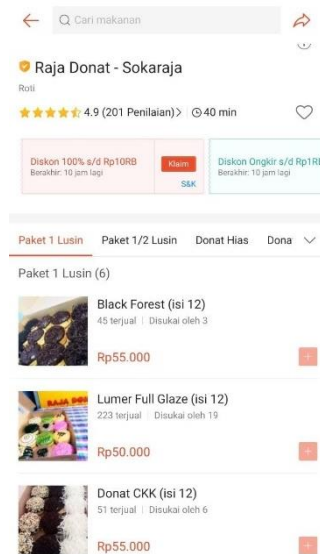 Cari makanan
Raja Donat - Sokaraja
Roti
4.9 (201 Penilaian) > 40 min
Diskon 100% s/d Rp10RB
Berakhir: 10 jam lagi
Klaim
S&K
Diskon Ongkir s/d Rp1
Berakhir: 10 jam lagi
Paket 1 Lusin Paket 1/2 Lusin Donat Hias Dona
Paket 1 Lusin (6)
Black Forest (isi 12)
45 terjual | Disukai oleh 3
Rp55.000
+
RAJA DO
Lumer Full Glaze (isi 12)
223 terjual | Disukai oleh 19
Rp50.000
+
Donat CKK (isi 12)
51 terjual | Disukai oleh 6
Rp55.000
+